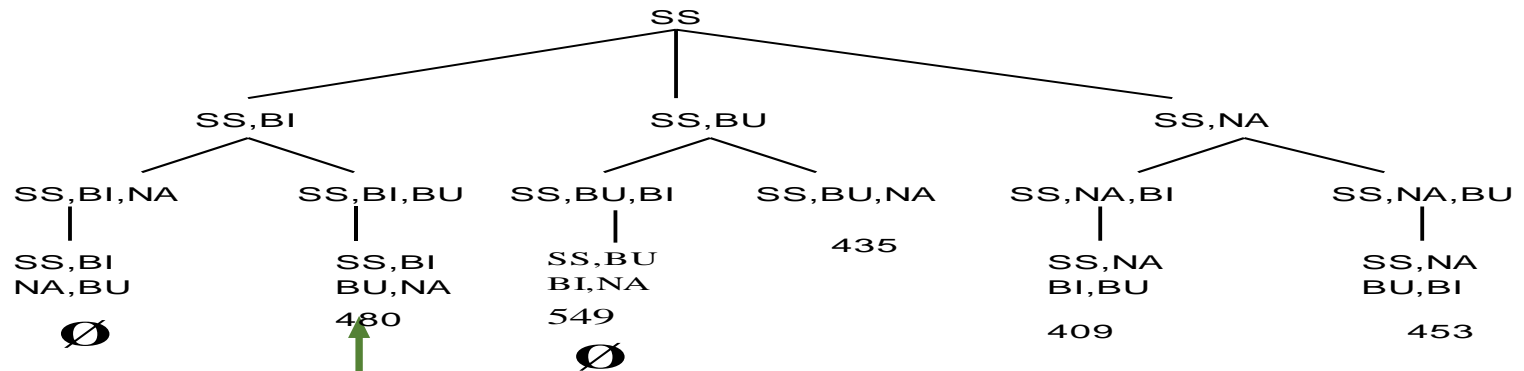 SS
SS,BI
SS,BU
SS,NA
SS,BI,NA
SS,BI,BU
SS,BU,BI
SS,BU,NA
SS,NA,BI
SS,NA,BU
SS,BI
NA,BU
Ø
SS,BI
BU,NA
480
SS,BU
BI,NA
549
Ø
435
SS,NA
BI,BU
409
SS,NA
BU,BI
453